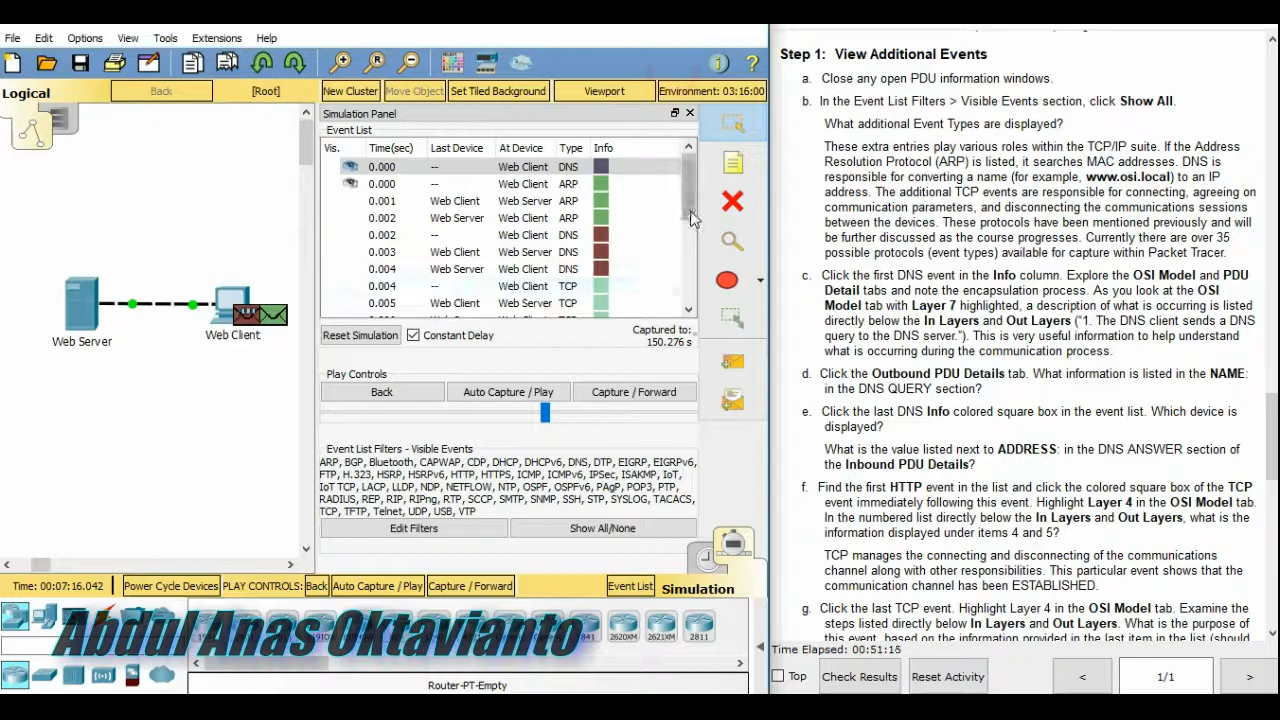 File Edit Options View Tools Extensions Help
Logical Back [Root] New Cluster Move Object Set Tiled Background Viewport Environment: 03:16:00
Simulation Panel
Event List
Vis. Time(sec) Last Device At Device Type Info
0.000 -- Web Client DNS
0.000 -- Web Client ARP
0.001 Web Client Web Server ARP
0.002 Web Server Web Client ARP
0.002 -- Web Client DNS
0.003 Web Client Web Server DNS
0.004 Web Server Web Client DNS
0.004 -- Web Client TCP
0.005 Web Client Web Server TCP
Web Server
Web Client
Reset Simulation Constant Delay Captured to:
150.276 s
Play Controls
Back Auto Capture / Play Capture / Forward
Event List Filters - Visible Events
ARP, BGP, Bluetooth, CAPWAP, CDP, DHCP, DHCPv6, DNS, DTP, EIGRP, EIGRPv6,
FTP, H.323, HSRP, HSRPv6, HTTP, HTTPS, ICMP, ICMPv6, IPSec, ISAKMP, IoT,
IoT TCP, LACP, LLDP, NDP, NETFLOW, NTP, OSPF, OSPFv6, PAgP, POP3, PTP,
RADIUS, REP, RIP, RIPng, RTP, SCCP, SMTP, SNMP, SSH, STP, SYSLOG, TACACS,
TCP, TFTP, Telnet, UDP, USB, VTP
Edit Filters Show All/None
Time: 00:07:16.042 Power Cycle Devices PLAY CONTROLS: Back Auto Capture / Play Capture / Forward Event List Simulation
Abdul Anas Oktavianto
2620XM 2621XM 2811
Router-PT-Empty
Step 1: View Additional Events
a. Close any open PDU information windows.
b. In the Event List Filters > Visible Events section, click Show All.
What additional Event Types are displayed?
These extra entries play various roles within the TCP/IP suite. If the Address
Resolution Protocol (ARP) is listed, it searches MAC addresses. DNS is
responsible for converting a name (for example, www.osi.local) to an IP
address. The additional TCP events are responsible for connecting, agreeing on
communication parameters, and disconnecting the communications sessions
between the devices. These protocols have been mentioned previously and will
be further discussed as the course progresses. Currently there are over 35
possible protocols (event types) available for capture within Packet Tracer.
c. Click the first DNS event in the Info column. Explore the OSI Model and PDU
Detail tabs and note the encapsulation process. As you look at the OSI
Model tab with Layer 7 highlighted, a description of what is occurring is listed
directly below the In Layers and Out Layers ("1. The DNS client sends a DNS
query to the DNS server."). This is very useful information to help understand
what is occurring during the communication process.
d. Click the Outbound PDU Details tab. What information is listed in the NAME:
in the DNS QUERY section?
e. Click the last DNS Info colored square box in the event list. Which device is
displayed?
What is the value listed next to ADDRESS: in the DNS ANSWER section of
the Inbound PDU Details?
f. Find the first HTTP event in the list and click the colored square box of the TCP
event immediately following this event. Highlight Layer 4 in the OSI Model tab.
In the numbered list directly below the In Layers and Out Layers, what is the
information displayed under items 4 and 5?
TCP manages the connecting and disconnecting of the communications
channel along with other responsibilities. This particular event shows that the
communication channel has been ESTABLISHED.
g. Click the last TCP event. Highlight Layer 4 in the OSI Model tab. Examine the
steps listed directly below In Layers and Out Layers. What is the purpose of
this event, based on the information provided in the last item in the list (should
Time Elapsed: 00:51:15
Top Check Results Reset Activity < 1/1 >